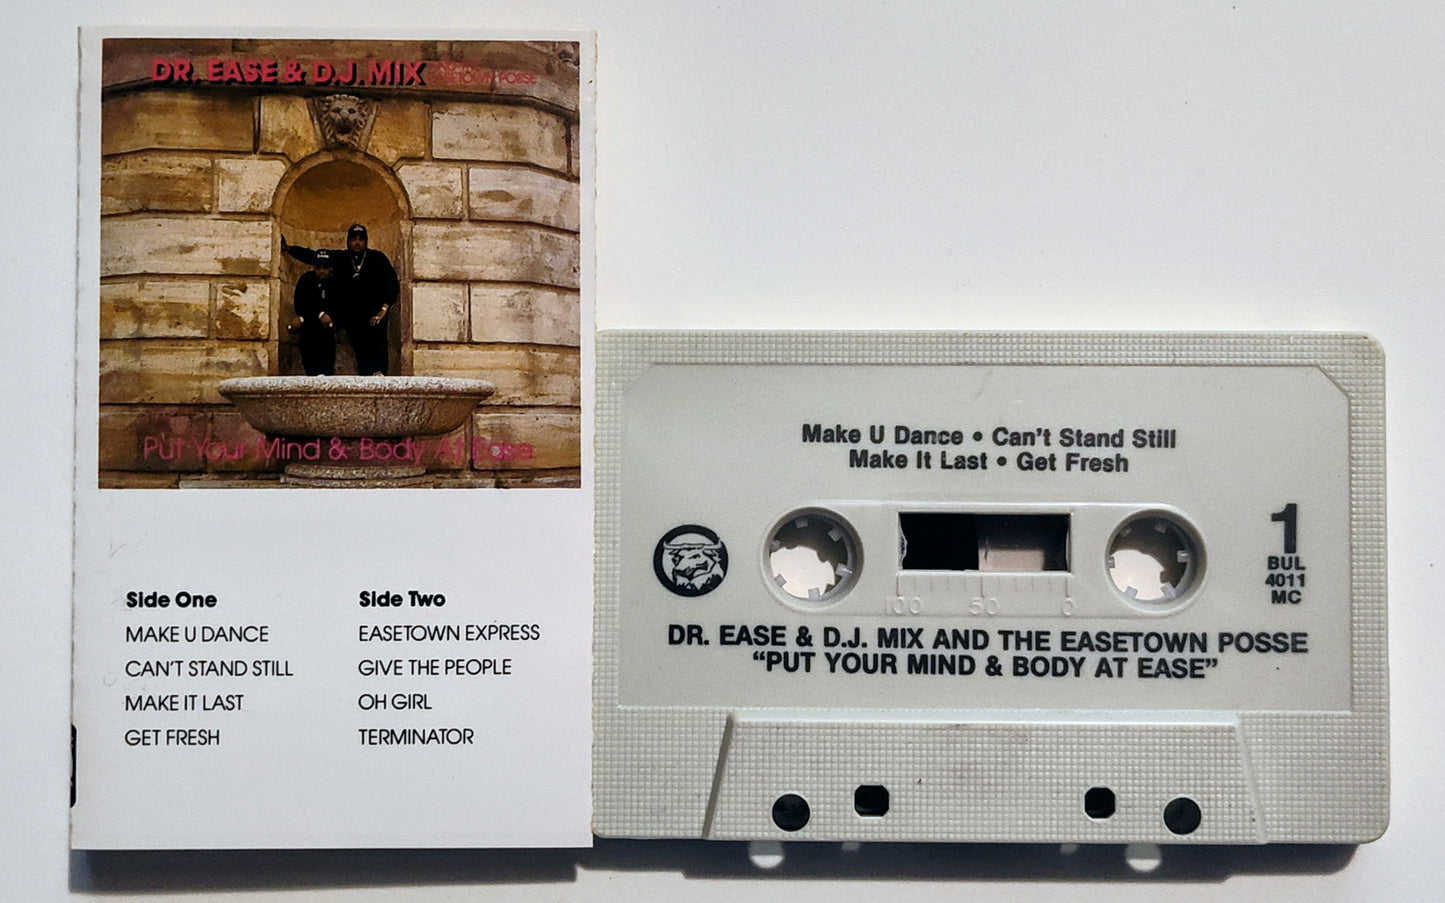 DR. EASE & D.J. MIX
EASETOWN POSSE
Put Your Mind & Body At Ease
Side One
MAKE U DANCE
CAN'T STAND STILL
MAKE IT LAST
GET FRESH
Side Two
EASETOWN EXPRESS
GIVE THE PEOPLE
OH GIRL
TERMINATOR
Make U Dance • Can't Stand Still
Make It Last • Get Fresh
1
BUL
4011
MC
100 50 0
DR. EASE & D.J. MIX AND THE EASETOWN POSSE
“PUT YOUR MIND & BODY AT EASE”